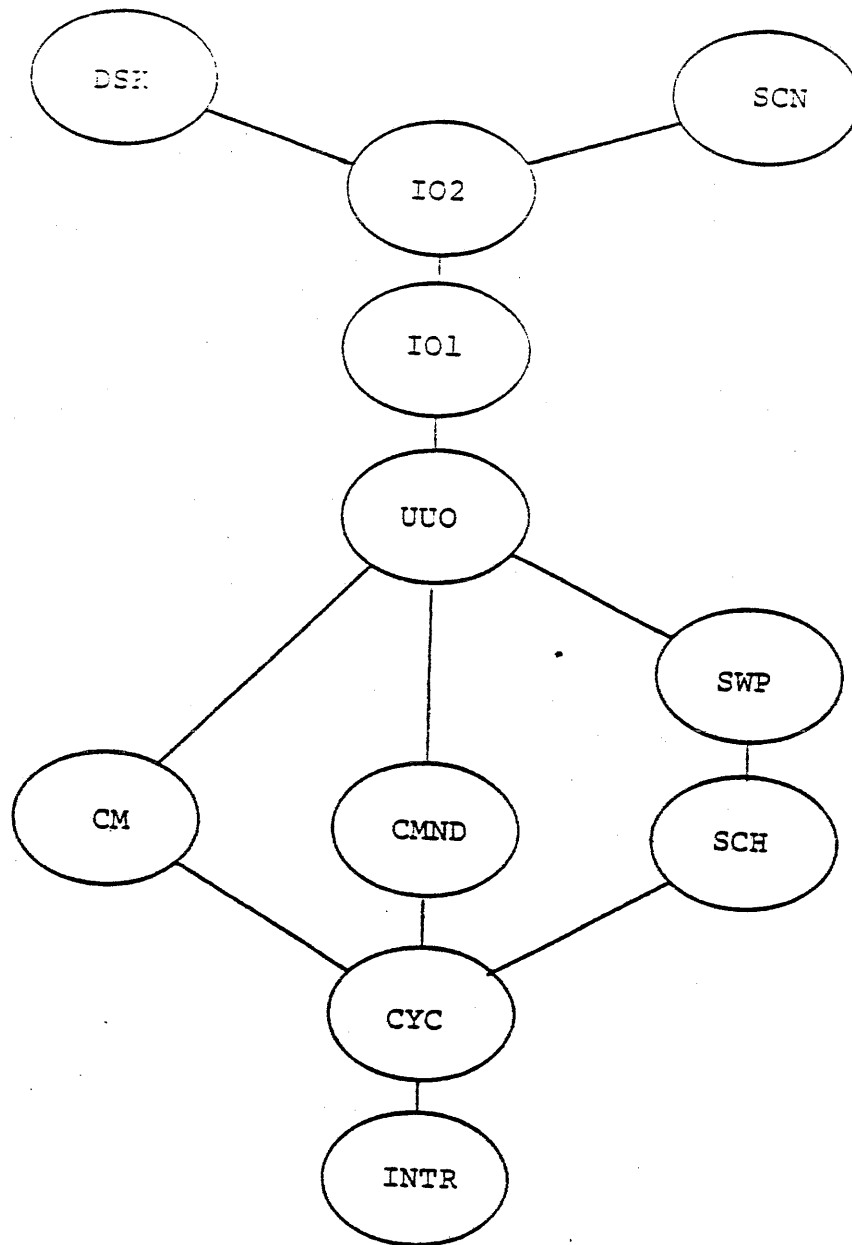 DSK
SCN
IO2
IO1
UUO
SWP
CM
CMND
SCH
CYC
INTR